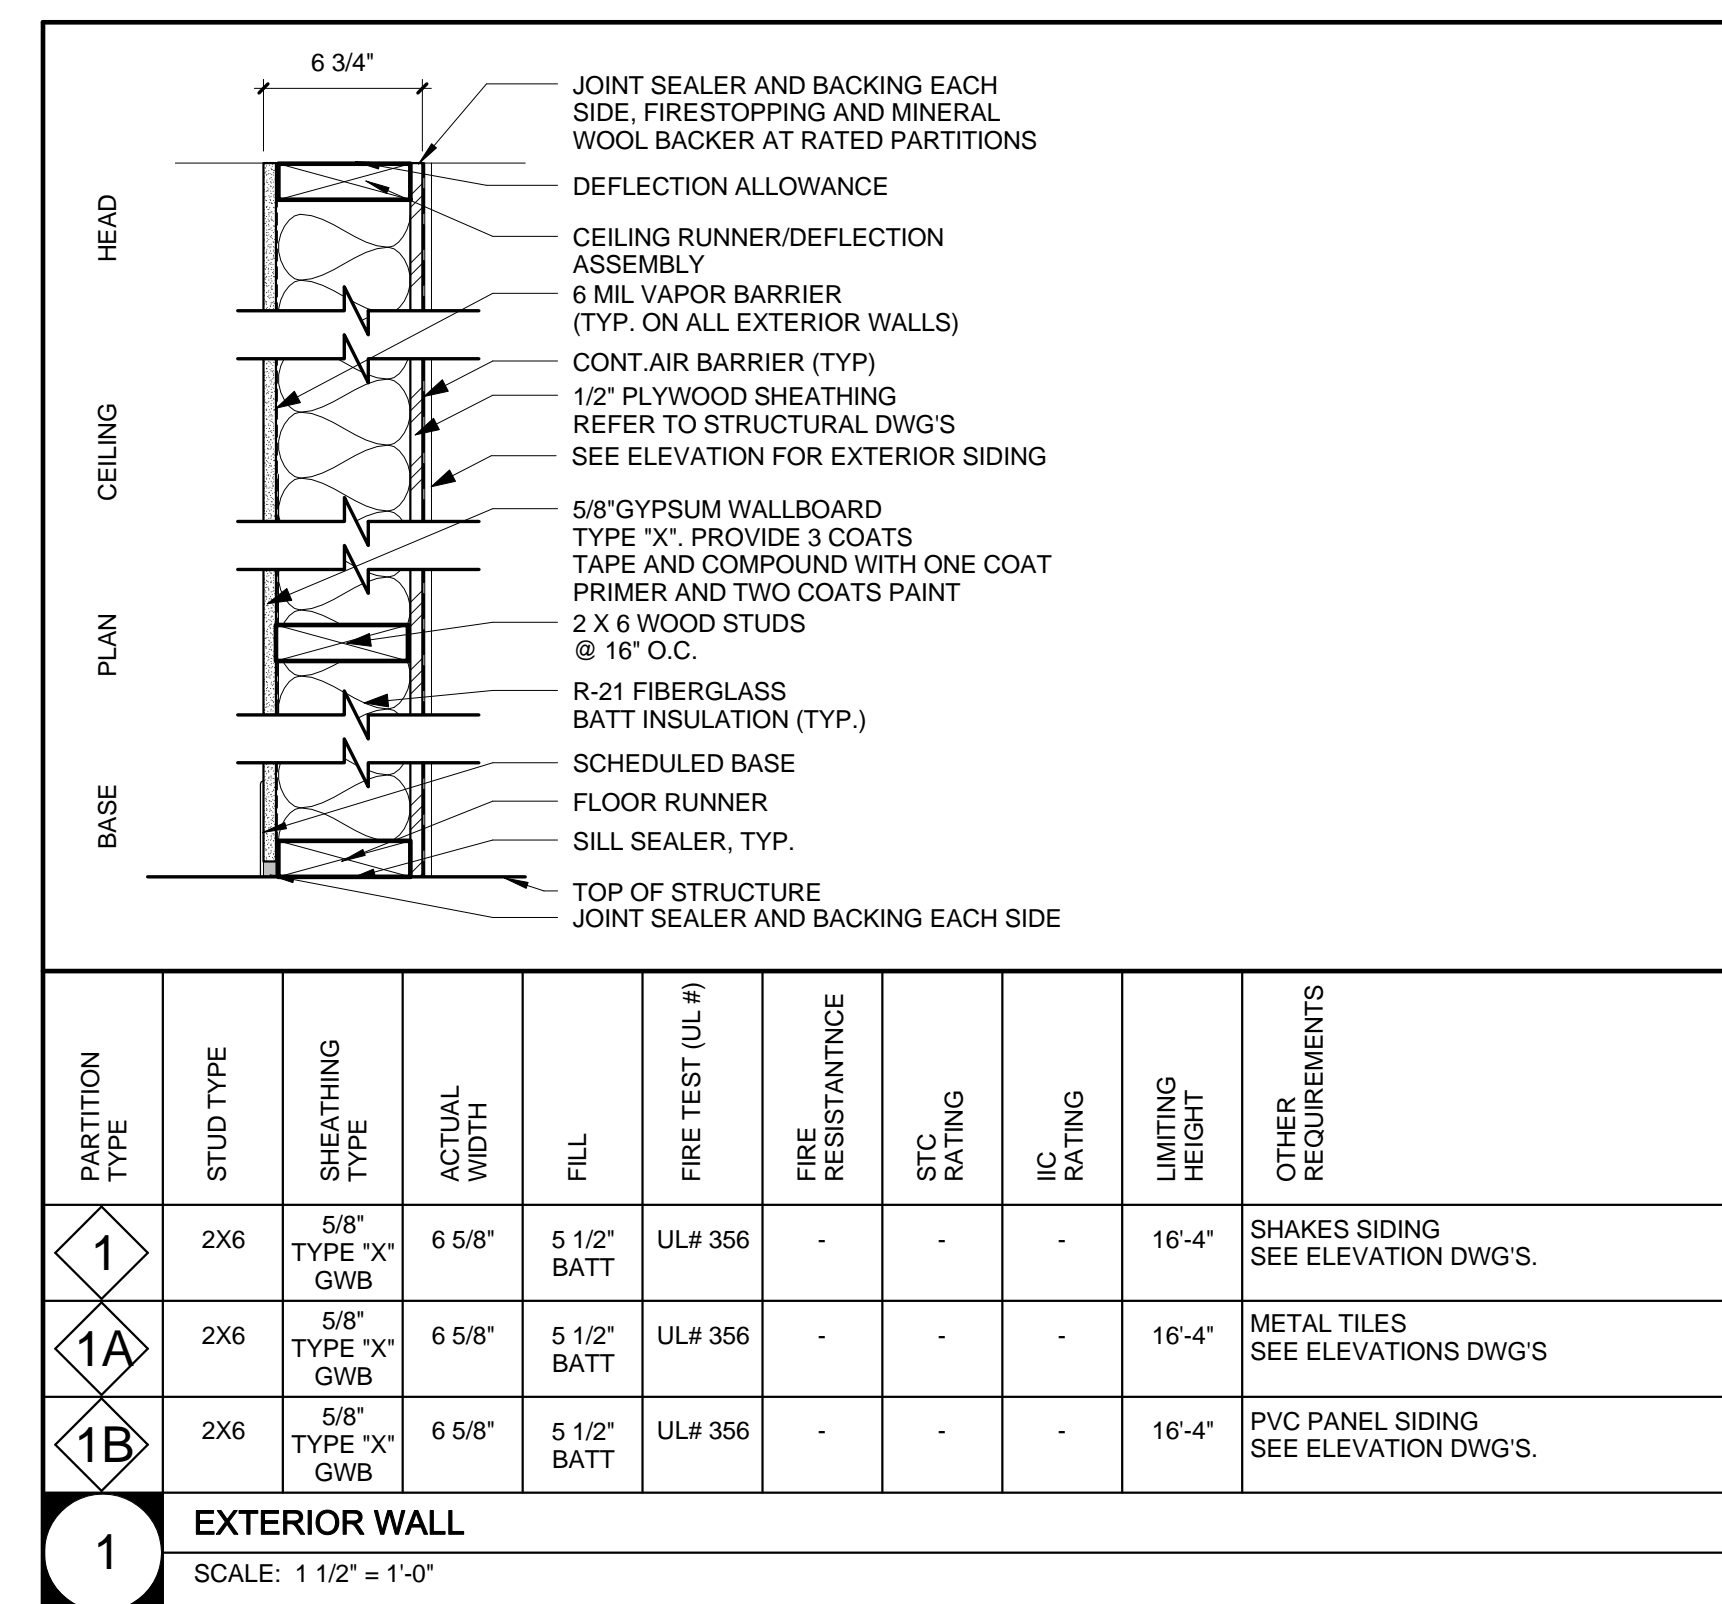 6 3/4"
JOINT SEALER AND BACKING EACH
SIDE, FIRESTOPPING AND MINERAL
WOOL BACKER AT RATED PARTITIONS
DEFLECTION ALLOWANCE
HEAD
CEILING RUNNER/DEFLECTION
ASSEMBLY
6 MIL VAPOR BARRIER
(TYP. ON ALL EXTERIOR WALLS)
CONT.AIR BARRIER (TYP)
1/2" PLYWOOD SHEATHING
REFER TO STRUCTURAL DWG'S
CEILING
SEE ELEVATION FOR EXTERIOR SIDING
5/8"GYPSUM WALLBOARD
TYPE "X". PROVIDE 3 COATS
TAPE AND COMPOUND WITH ONE COAT
PRIMER AND TWO COATS PAINT
PLAN
2 X 6 WOOD STUDS
@ 16" O.C.
R-21 FIBERGLASS
BATT INSULATION (TYP.)
SCHEDULED BASE
BASE
FLOOR RUNNER
SILL SEALER, TYP.
TOP OF STRUCTURE
JOINT SEALER AND BACKING EACH SIDE
PARTITION
TYPE
STUD TYPE
SHEATHING
TYPE
ACTUAL
WIDTH
FILL
FIRE TEST (UL #)
FIRE
RESISTANTNCE
STC
RATING
IIC
RATING
LIMITING
HEIGHT
OTHER
REQUIREMENTS
1
2X6
5/8"
TYPE "X"
GWB
6 5/8"
5 1/2"
BATT
UL# 356
-
-
-
16'-4"
SHAKES SIDING
SEE ELEVATION DWG'S.
1A
2X6
5/8"
TYPE "X"
GWB
6 5/8"
5 1/2"
BATT
UL# 356
-
-
-
16'-4"
METAL TILES
SEE ELEVATIONS DWG'S
1B
2X6
5/8"
TYPE "X"
GWB
6 5/8"
5 1/2"
BATT
UL# 356
-
-
-
16'-4"
PVC PANEL SIDING
SEE ELEVATION DWG'S.
1
EXTERIOR WALL
SCALE: 1 1/2" = 1'-0"